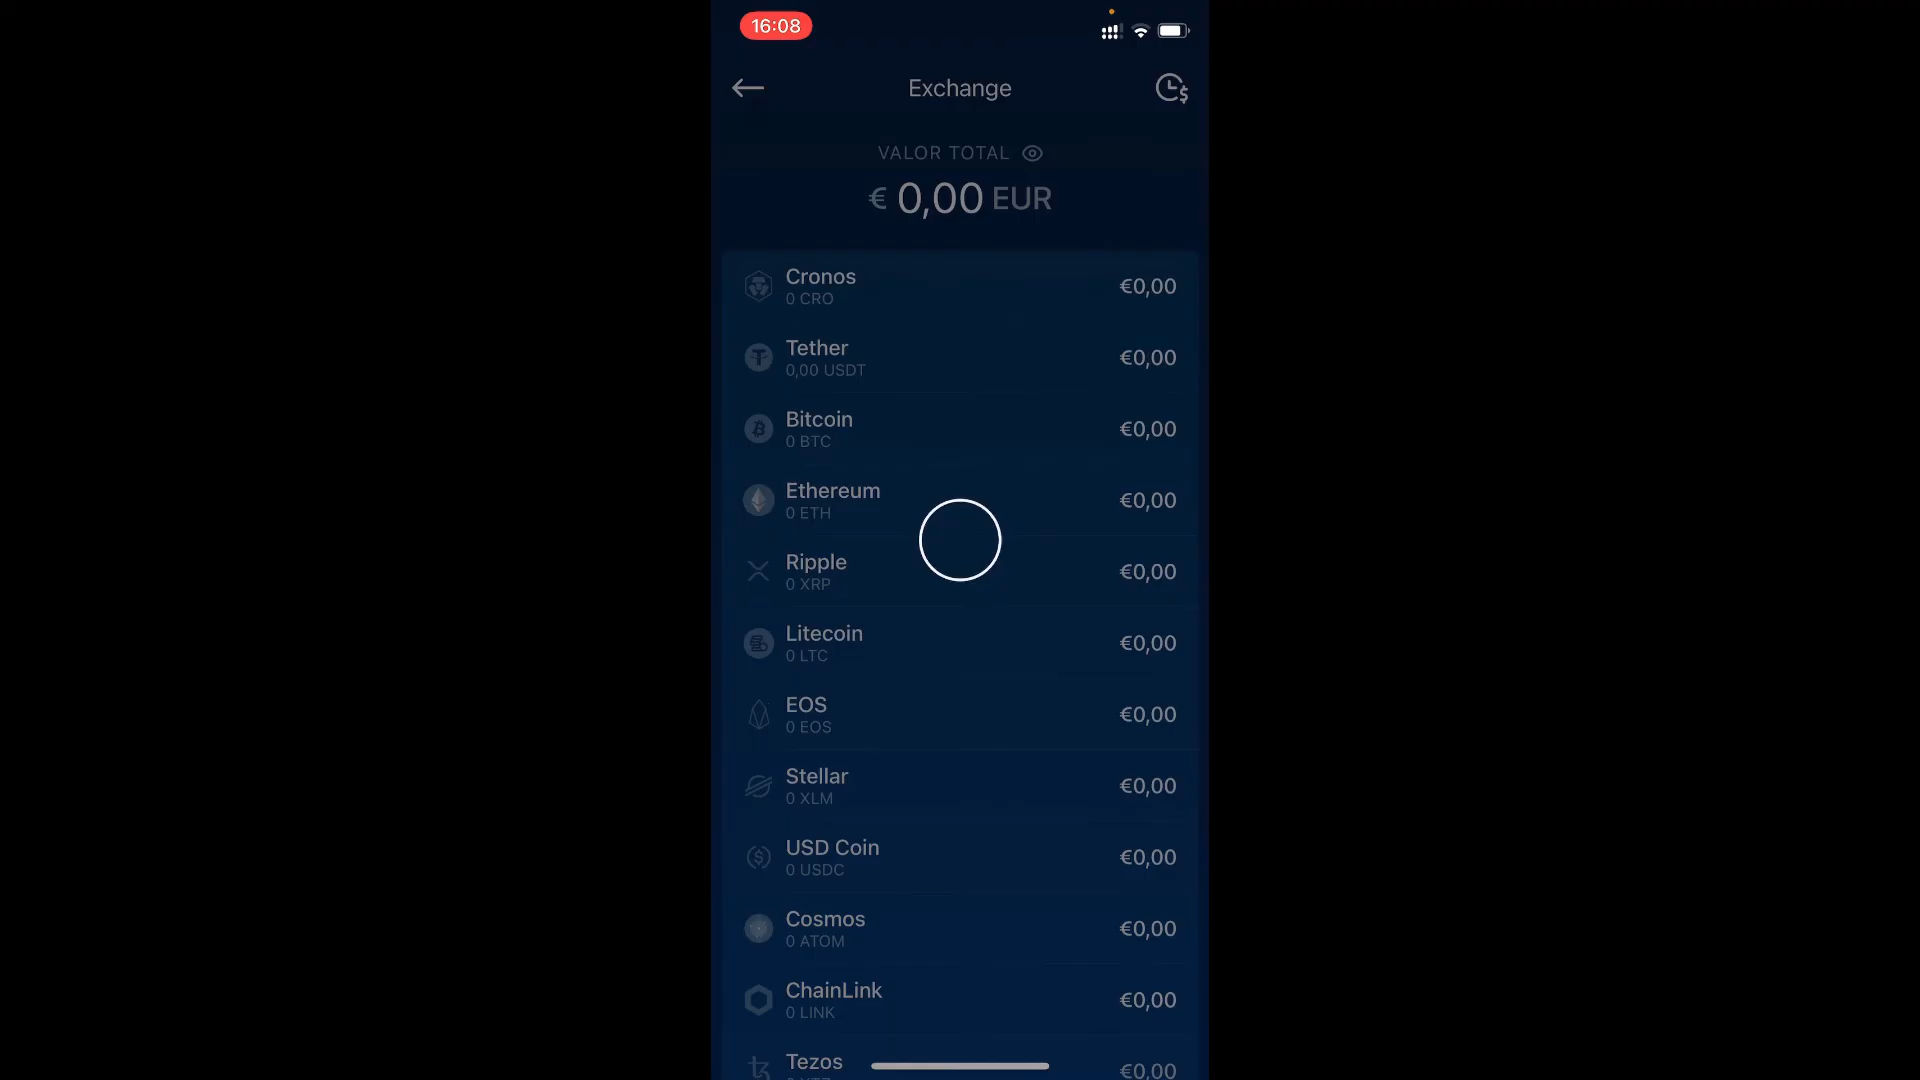 16:08
Exchange
VALOR TOTAL
€ 0,00 EUR
Cronos
0 CRO
€0,00
Tether
0,00 USDT
€0,00
Bitcoin
0 BTC
€0,00
Ethereum
0 ETH
€0,00
Ripple
0 XRP
€0,00
Litecoin
0 LTC
€0,00
EOS
0 EOS
€0,00
Stellar
0 XLM
€0,00
USD Coin
0 USDC
€0,00
Cosmos
0 ATOM
€0,00
ChainLink
0 LINK
€0,00
Tezos
€0,00